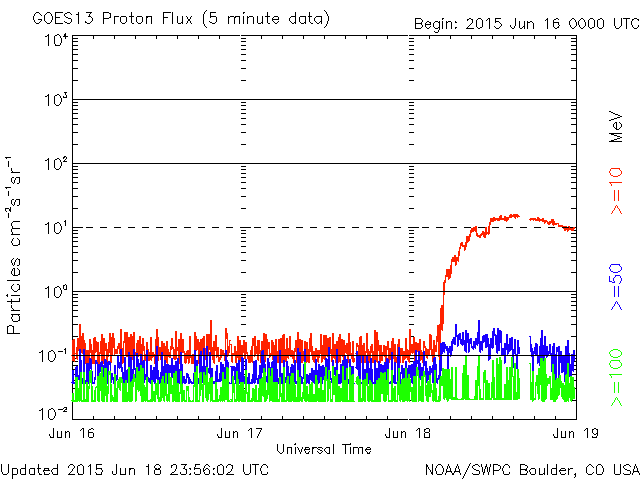 GOES13 Proton Flux (5 minute data)
Begin: 2015 Jun 16 0000 UTC
Particles cm⁻²s⁻¹sr⁻¹
10⁴
10³
10²
10¹
10⁰
10⁻¹
10⁻²
MeV
>=10
>=50
>=100
Jun 16
Jun 17
Jun 18
Jun 19
Universal Time
Updated 2015 Jun 18 23:56:02 UTC
NOAA/SWPC Boulder, CO USA